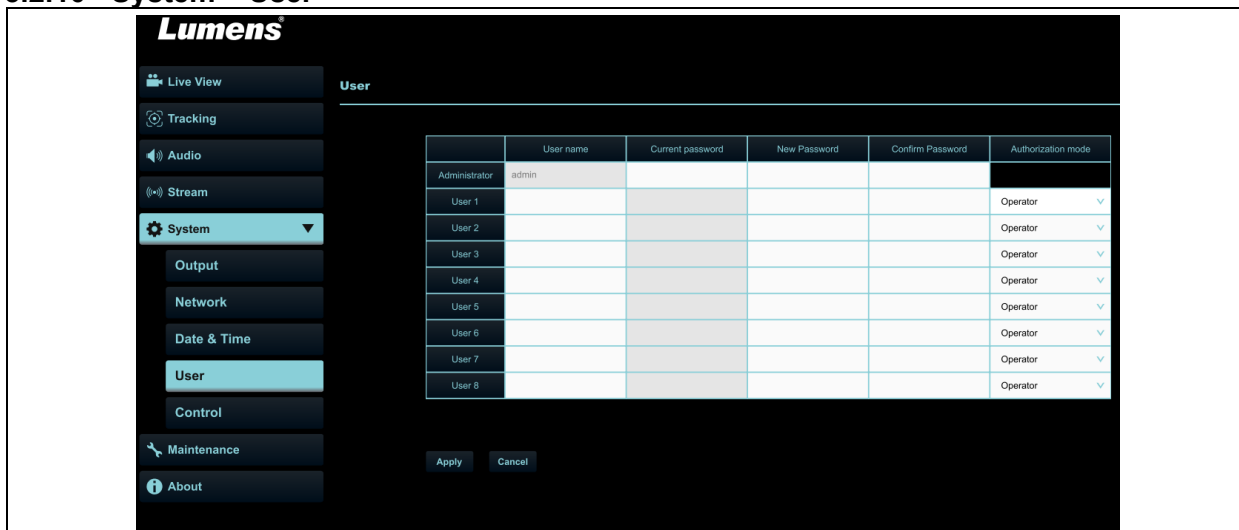 Lumens®
Live View
User
Tracking
User name Current password New Password Confirm Password Authorization mode
Audio
Administrator admin
Stream
User 1 Operator
System
User 2 Operator
User 3 Operator
Output
User 4 Operator
Network
User 5 Operator
User 6 Operator
Date & Time
User 7 Operator
User
User 8 Operator
Control
Maintenance
Apply Cancel
About